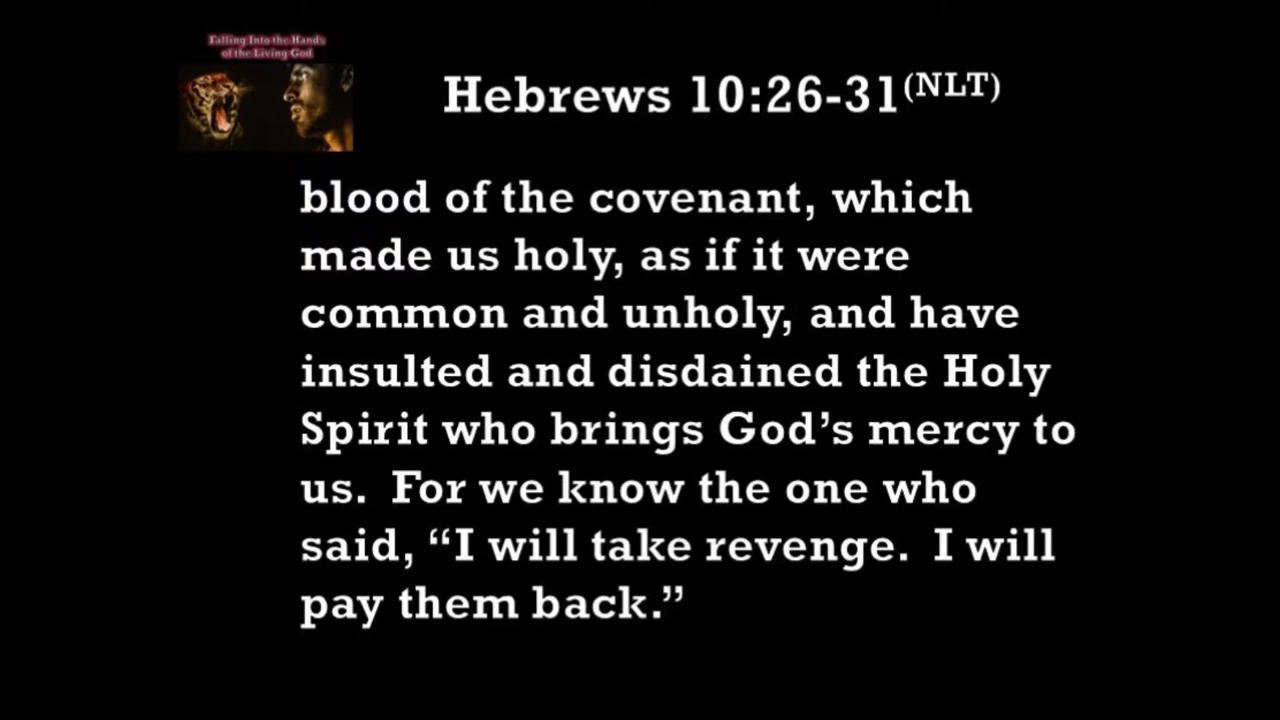 Falling Into the Hands
of the Living God
Hebrews 10:26-31(NLT)
blood of the covenant, which
made us holy, as if it were
common and unholy, and have
insulted and disdained the Holy
Spirit who brings God’s mercy to
us.  For we know the one who
said, “I will take revenge.  I will
pay them back.”